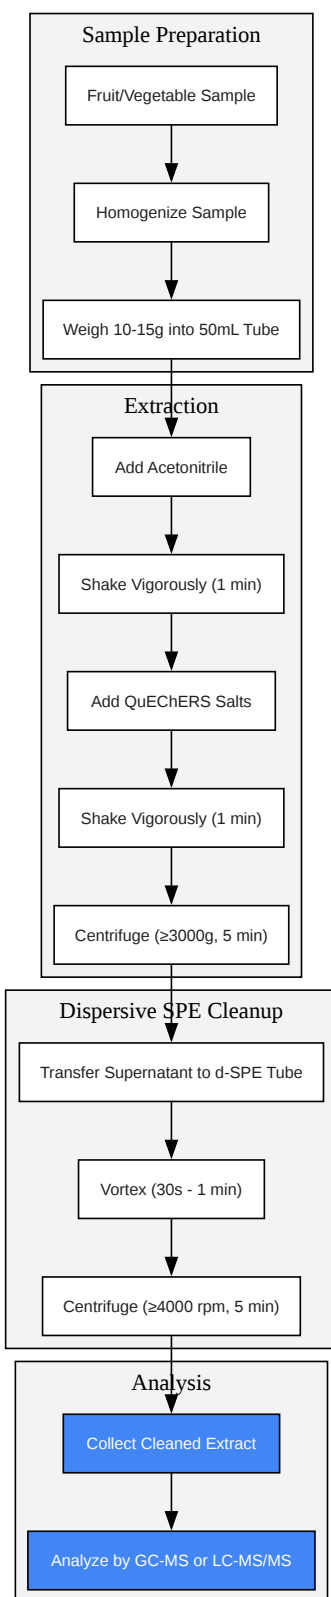 Sample Preparation
Fruit/Vegetable Sample
Homogenize Sample
Weigh 10-15g into 50mL Tube
Extraction
Add Acetonitrile
Shake Vigorously (1 min)
Add QuEChERS Salts
Shake Vigorously (1 min)
Centrifuge (≥3000g, 5 min)
Dispersive SPE Cleanup
Transfer Supernatant to d-SPE Tube
Vortex (30s - 1 min)
Centrifuge (≥4000 rpm, 5 min)
Analysis
Collect Cleaned Extract
Analyze by GC-MS or LC-MS/MS